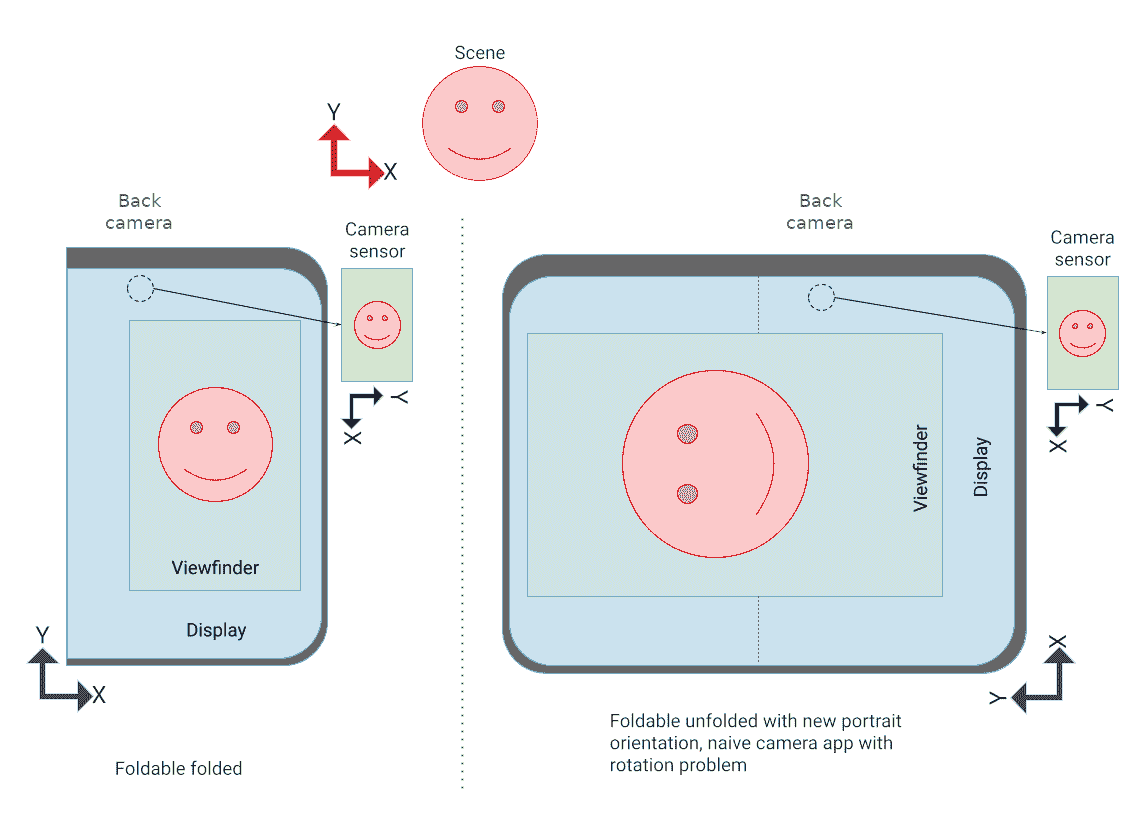 Scene
Y
X
Back
camera
Camera
sensor
Y
X
Viewfinder
Display
Y
X
Foldable folded
Back
camera
Camera
sensor
Y
X
Viewfinder
Display
X
Y
Foldable unfolded with new portrait
orientation, naive camera app with
rotation problem